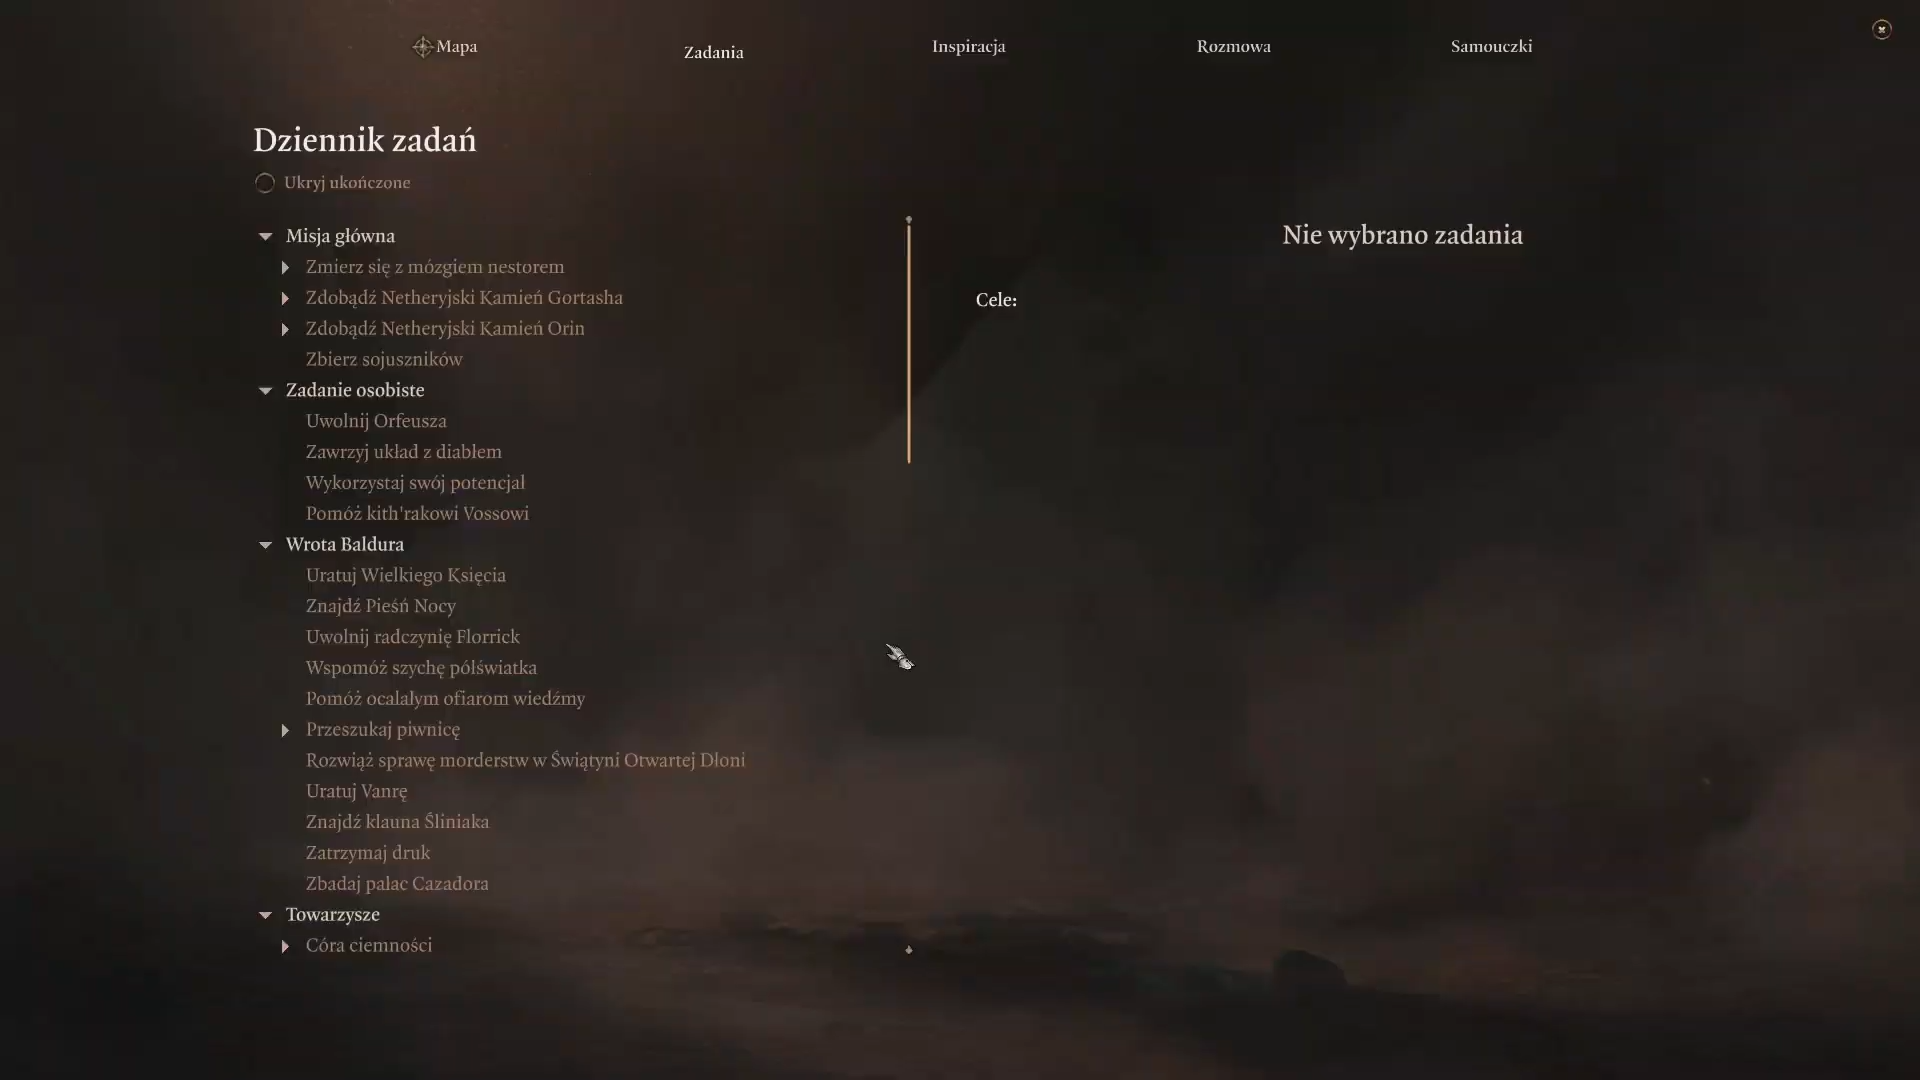 Mapa
Zadania
Inspiracja
Rozmowa
Samouczki
Dziennik zadań
Ukryj ukończone
Misja główna
Zmierz się z mózgiem nestorem
Zdobądź Netheryjski Kamień Gortasha
Zdobądź Netheryjski Kamień Orin
Zbierz sojuszników
Zadanie osobiste
Uwolnij Orfeusza
Zawrzyj układ z diabłem
Wykorzystaj swój potencjał
Pomóż kith'rakowi Vossowi
Wrota Baldura
Uratuj Wielkiego Księcia
Znajdź Pieśń Nocy
Uwolnij radczynię Florrick
Wspomóż szychę półświatka
Pomóż ocalałym ofiarom wiedźmy
Przeszukaj piwnicę
Rozwiąż sprawę morderstw w Świątyni Otwartej Dłoni
Uratuj Vanrę
Znajdź klauna Śliniaka
Zatrzymaj druk
Zbadaj pałac Cazadora
Towarzysze
Córa ciemności
Nie wybrano zadania
Cele: